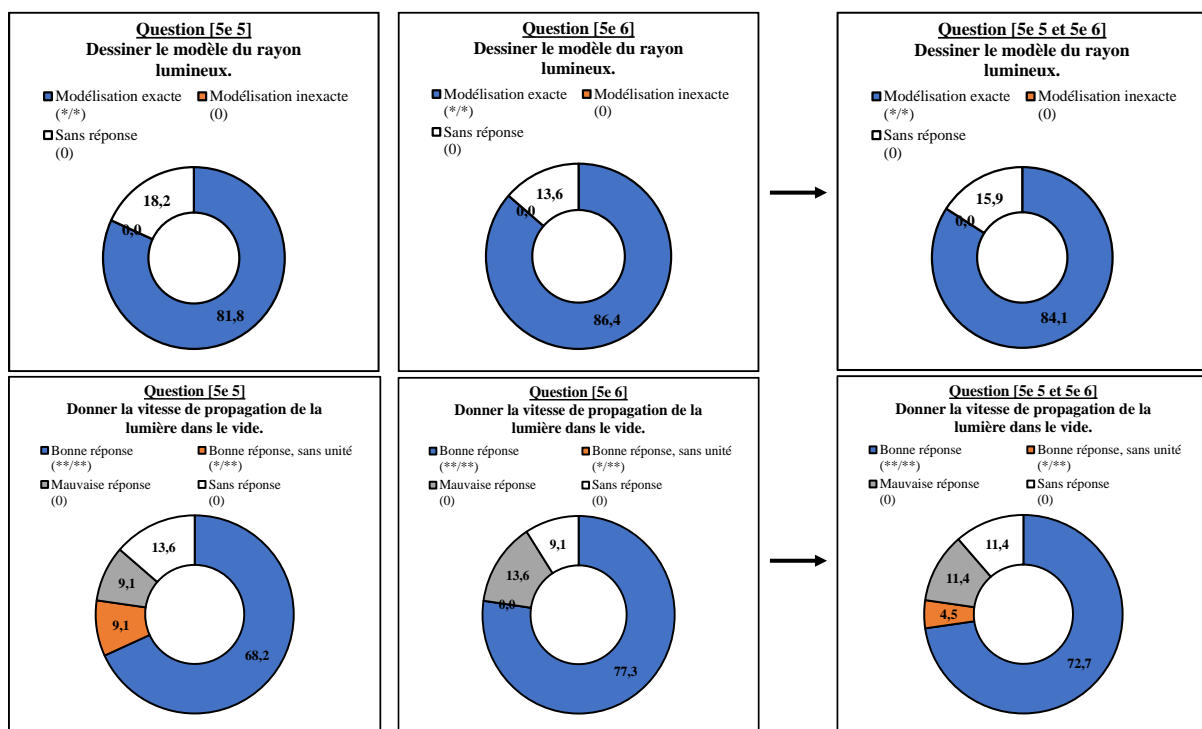 Question [5e 5]
Dessiner le modèle du rayon
lumineux.
Modélisation exacte
(*/*)
Modélisation inexacte
(0)
Sans réponse
(0)
18,2
0,0
81,8
Question [5e 6]
Dessiner le modèle du rayon
lumineux.
Modélisation exacte
(*/*)
Modélisation inexacte
(0)
Sans réponse
(0)
13,6
0,0
86,4
Question [5e 5 et 5e 6]
Dessiner le modèle du rayon
lumineux.
Modélisation exacte
(*/*)
Modélisation inexacte
(0)
Sans réponse
(0)
15,9
0,0
84,1
Question [5e 5]
Donner la vitesse de propagation de la
lumière dans le vide.
Bonne réponse
(**/**)
Bonne réponse, sans unité
(*/**)
Mauvaise réponse
(0)
Sans réponse
(0)
13,6
9,1
9,1
68,2
Question [5e 6]
Donner la vitesse de propagation de la
lumière dans le vide.
Bonne réponse
(**/**)
Bonne réponse, sans unité
(*/**)
Mauvaise réponse
(0)
Sans réponse
(0)
9,1
13,6
0,0
77,3
Question [5e 5 et 5e 6]
Donner la vitesse de propagation de la
lumière dans le vide.
Bonne réponse
(**/**)
Bonne réponse, sans unité
(*/**)
Mauvaise réponse
(0)
Sans réponse
(0)
11,4
11,4
4,5
72,7